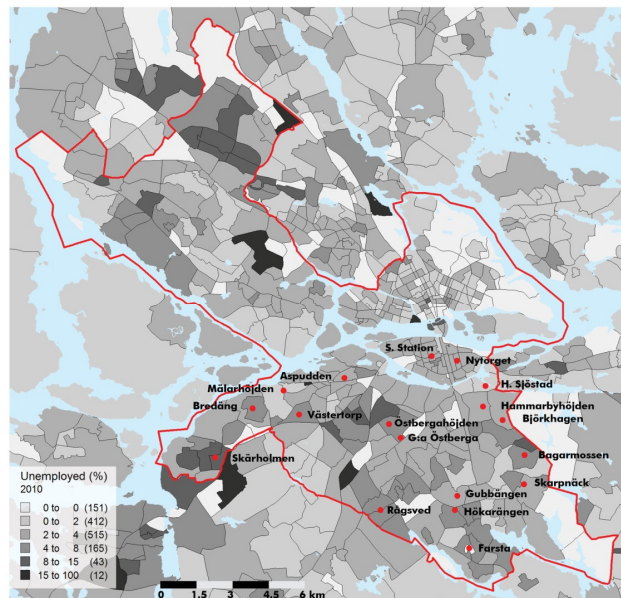 S. Station
Nytorget
Aspudden
H. Sjöstad
Mälarhöjden
Bredäng
Hammarbyhöjden
Västertorp
Björkhagen
Östbergahöjden
G:a Östberga
Skärholmen
Bagarmossen
Skarpnäck
Gubbängen
Rågsved
Hökarängen
Farsta
Unemployed (%)
2010
0 to 0 (151)
0 to 2 (412)
2 to 4 (515)
4 to 8 (165)
8 to 15 (43)
15 to 100 (12)
0 1.5 3 4.5 6 km